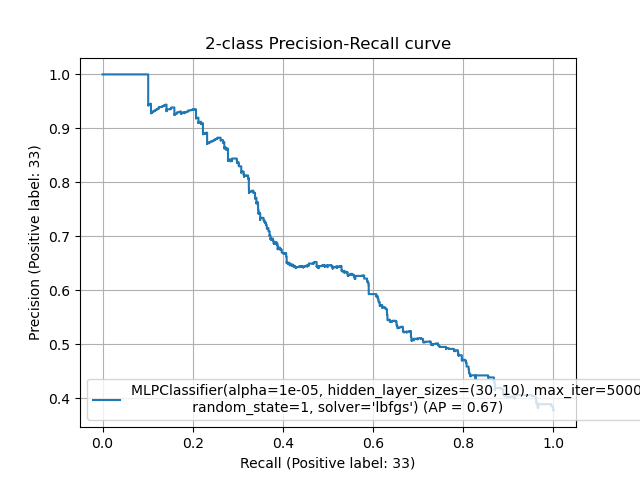 2-class Precision-Recall curve
1.0
0.9
0.8
0.7
0.6
0.5
0.4
Precision (Positive label: 33)
MLPClassifier(alpha=1e-05, hidden_layer_sizes=(30, 10), max_iter=5000
random_state=1, solver='lbfgs') (AP = 0.67)
0.0 0.2 0.4 0.6 0.8 1.0
Recall (Positive label: 33)